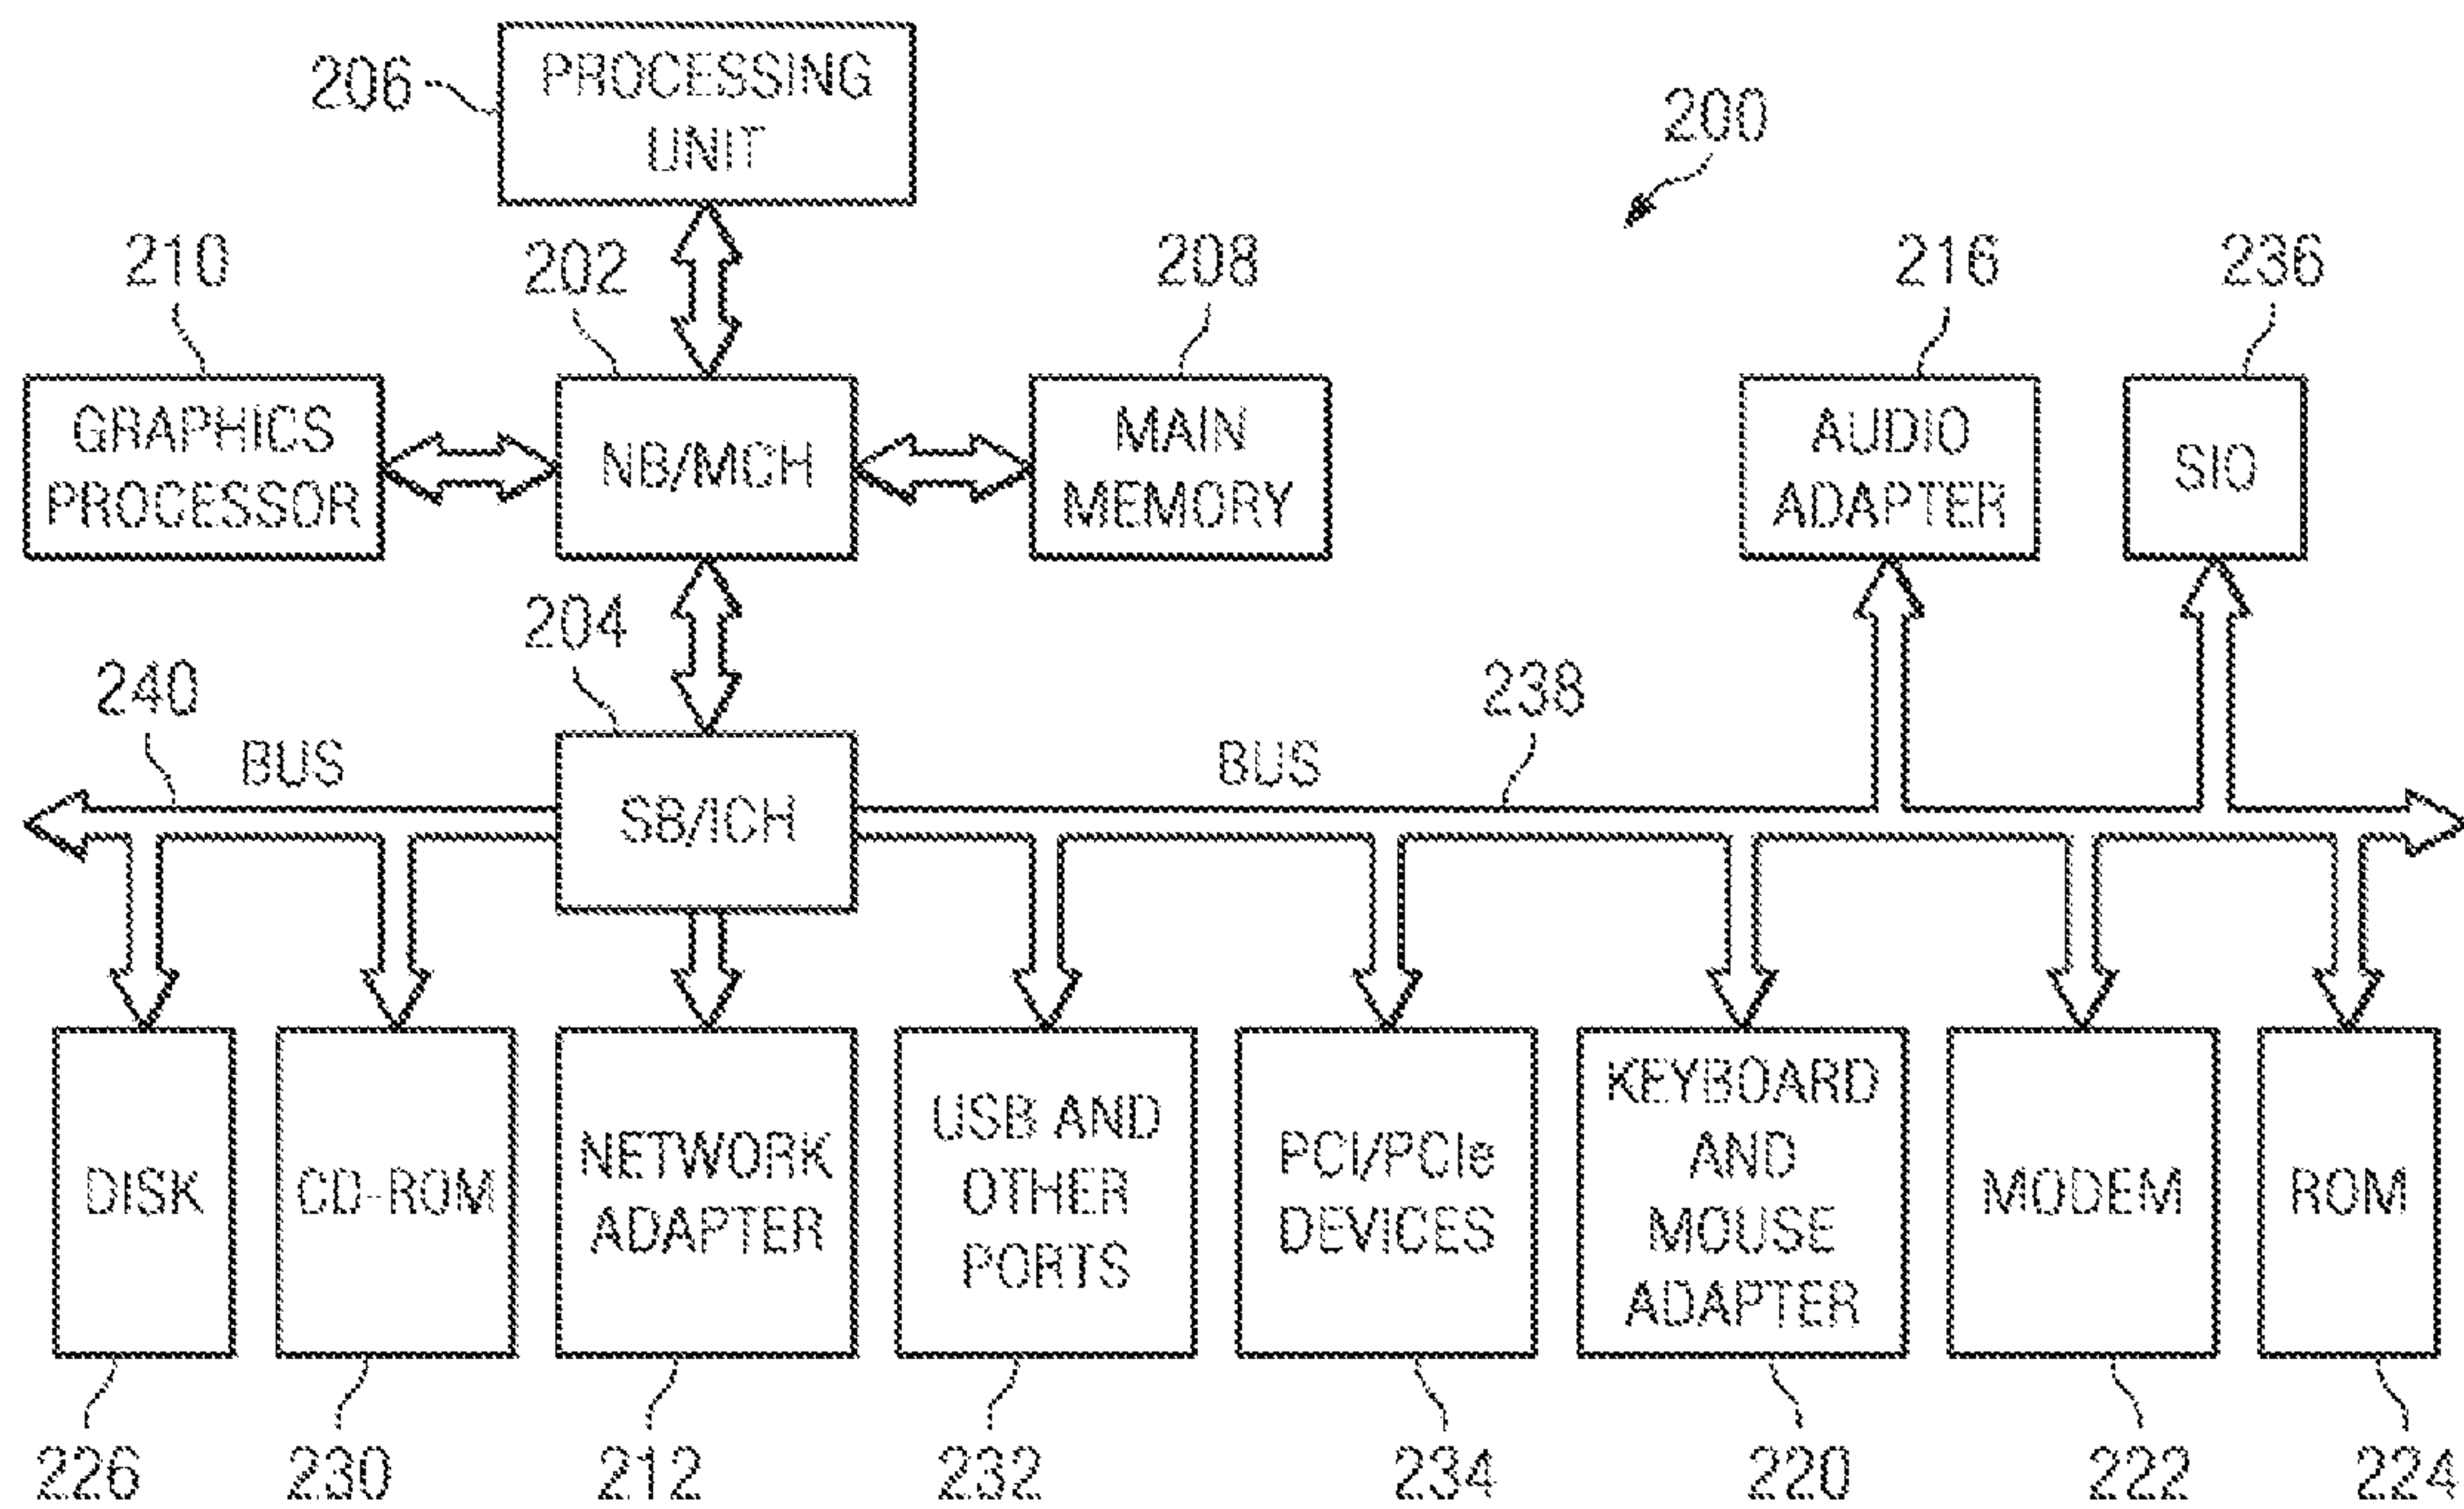 206
PROCESSING
UNIT
200
210
202
208
216
236
GRAPHICS
PROCESSOR
NB/MCH
MAIN
MEMORY
AUDIO
ADAPTER
SIO
204
240
238
BUS
BUS
SB/ICH
DISK
CD-ROM
NETWORK
ADAPTER
USB AND
OTHER
PORTS
PCI/PCIe
DEVICES
KEYBOARD
AND
MOUSE
ADAPTER
MODEM
ROM
226
230
212
232
234
220
222
224